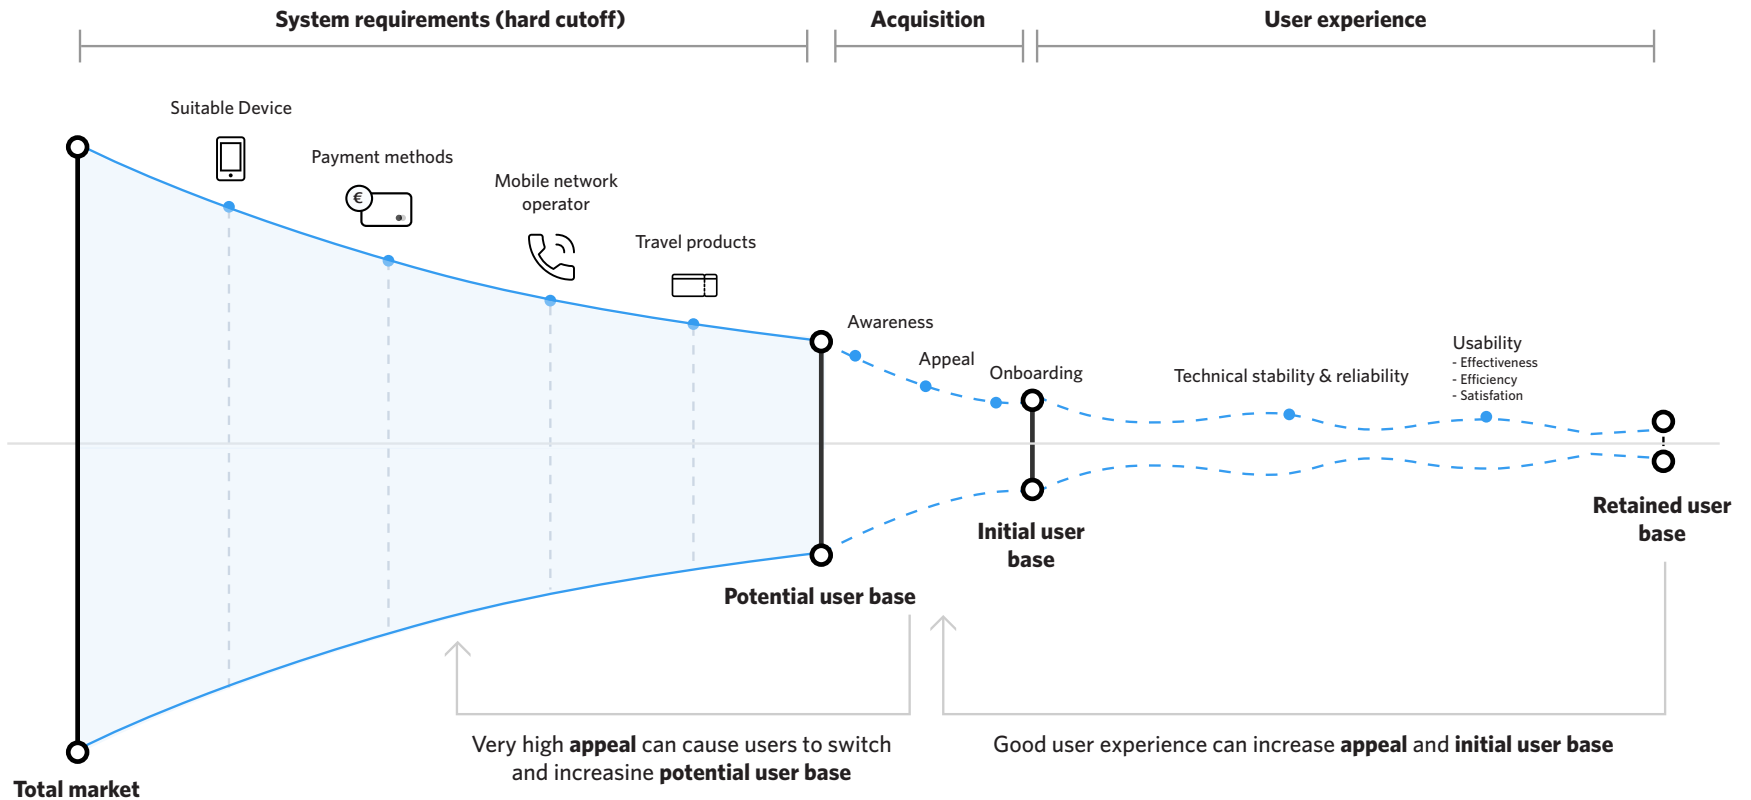 System requirements (hard cutoff)
Acquisition
User experience
Suitable Device
Payment methods
€
Mobile network
operator
Travel products
Awareness
Appeal
Onboarding
Technical stability & reliability
Usability
- Effectiveness
- Efficiency
- Satisfation
Retained user
base
Initial user
base
Potential user base
Very high appeal can cause users to switch
and increasine potential user base
Good user experience can increase appeal and initial user base
Total market